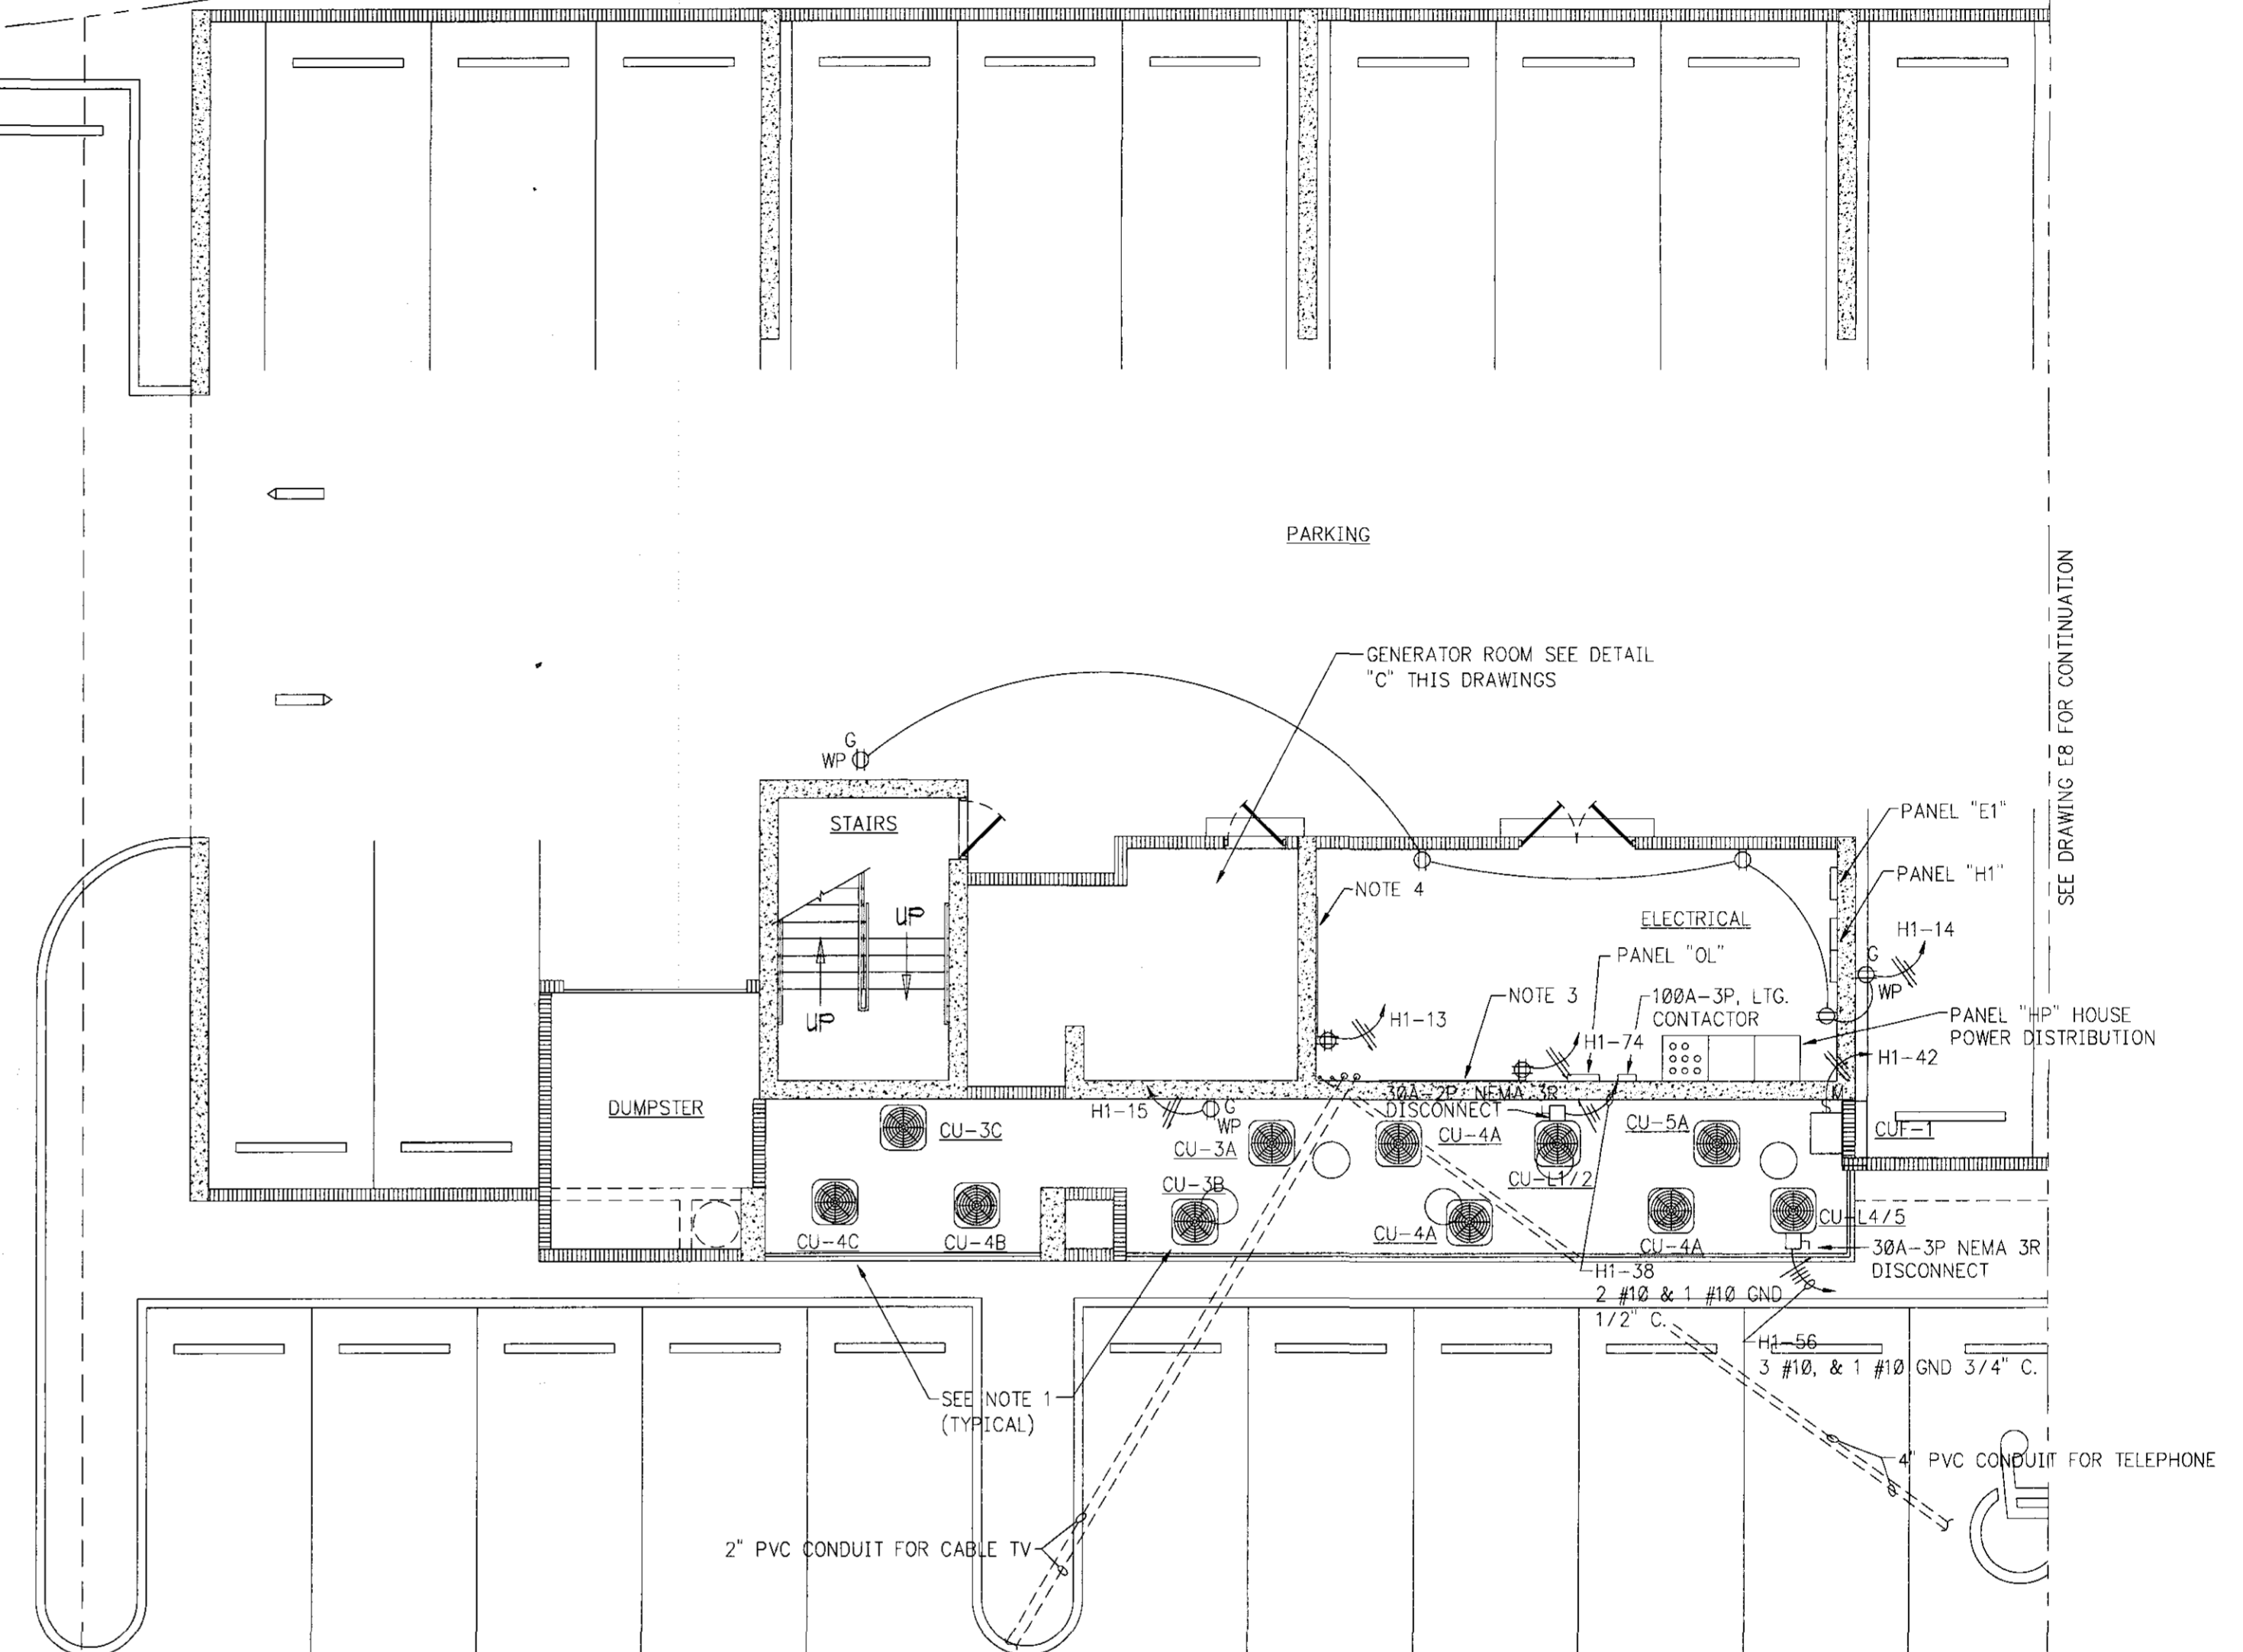 PARKING
SEE DRAWING E8 FOR CONTINUATION
GENERATOR ROOM SEE DETAIL
"C" THIS DRAWINGS
G
WP
STAIRS
UP
UP
PANEL "E1"
PANEL "H1"
NOTE 4
ELECTRICAL
H1-14
G
WP
PANEL "OL"
NOTE 3
100A-3P, LTG.
CONTACTOR
H1-13
H1-74
PANEL "HP" HOUSE
POWER DISTRIBUTION
H1-42
DUMPSTER
H1-15
G
WP
30A-2P, NEMA 3R
DISCONNECT
CU-3C
CU-3A
CU-4A
CU-5A
CUF-1
CU-L1/2
CU-3B
CU-L4/5
CU-4C
CU-4B
CU-4A
CU-4A
30A-3P NEMA 3R
DISCONNECT
H1-38
2 #10 & 1 #10 GND
1/2" C.
H1-56
3 #10, & 1 #10 GND 3/4" C.
SEE NOTE 1
(TYPICAL)
4" PVC CONDUIT FOR TELEPHONE
2" PVC CONDUIT FOR CABLE TV